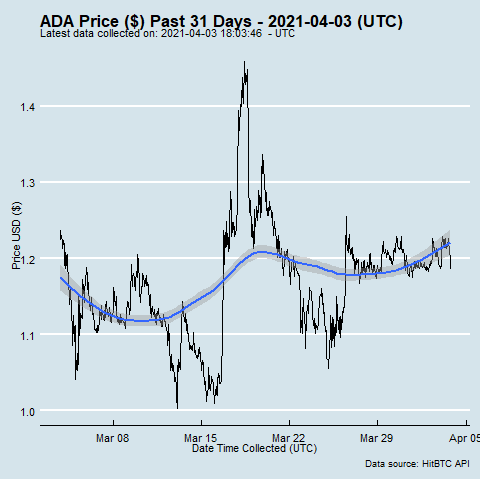 ADA Price ($) Past 31 Days - 2021-04-03 (UTC)
Latest data collected on: 2021-04-03 18:03:46  - UTC
Price USD ($)
1.4
1.3
1.2
1.1
1.0
Mar 08
Mar 15
Mar 22
Mar 29
Apr 05
Date Time Collected (UTC)
Data source: HitBTC API